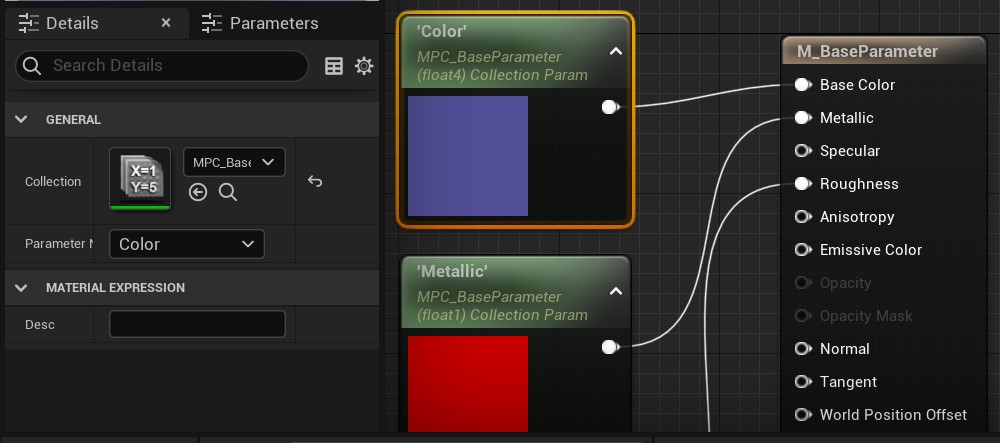 Details
Parameters
Search Details
GENERAL
Collection
X=1
Y=5
MPC_Base
Parameter N
Color
MATERIAL EXPRESSION
Desc
'Color'
MPC_BaseParameter
(float4) Collection Param
'Metallic'
MPC_BaseParameter
(float1) Collection Param
M_BaseParameter
Base Color
Metallic
Specular
Roughness
Anisotropy
Emissive Color
Opacity
Opacity Mask
Normal
Tangent
World Position Offset